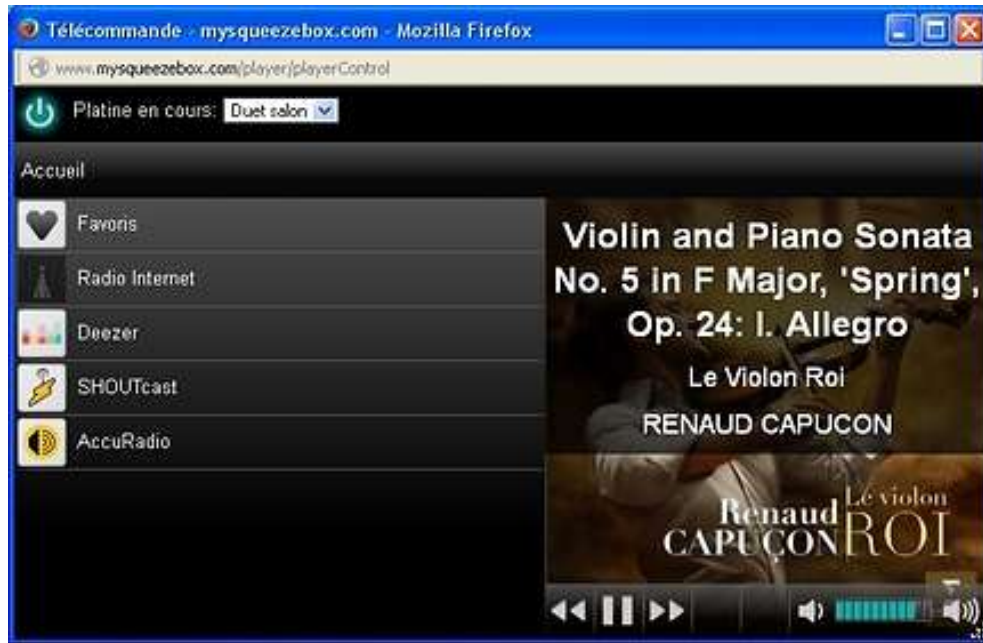 Télécommande - mysqueezebox.com - Mozilla Firefox
www.mysqueezebox.com/player/playerControl
Platine en cours: Duet salon
Accueil
Favoris
Radio Internet
Deezer
SHOUTcast
AccuRadio
Violin and Piano Sonata
No. 5 in F Major, 'Spring',
Op. 24: I. Allegro
Le Violon Roi
RENAUD CAPUCON
Renaud
CAPUÇON
Le violon
ROI